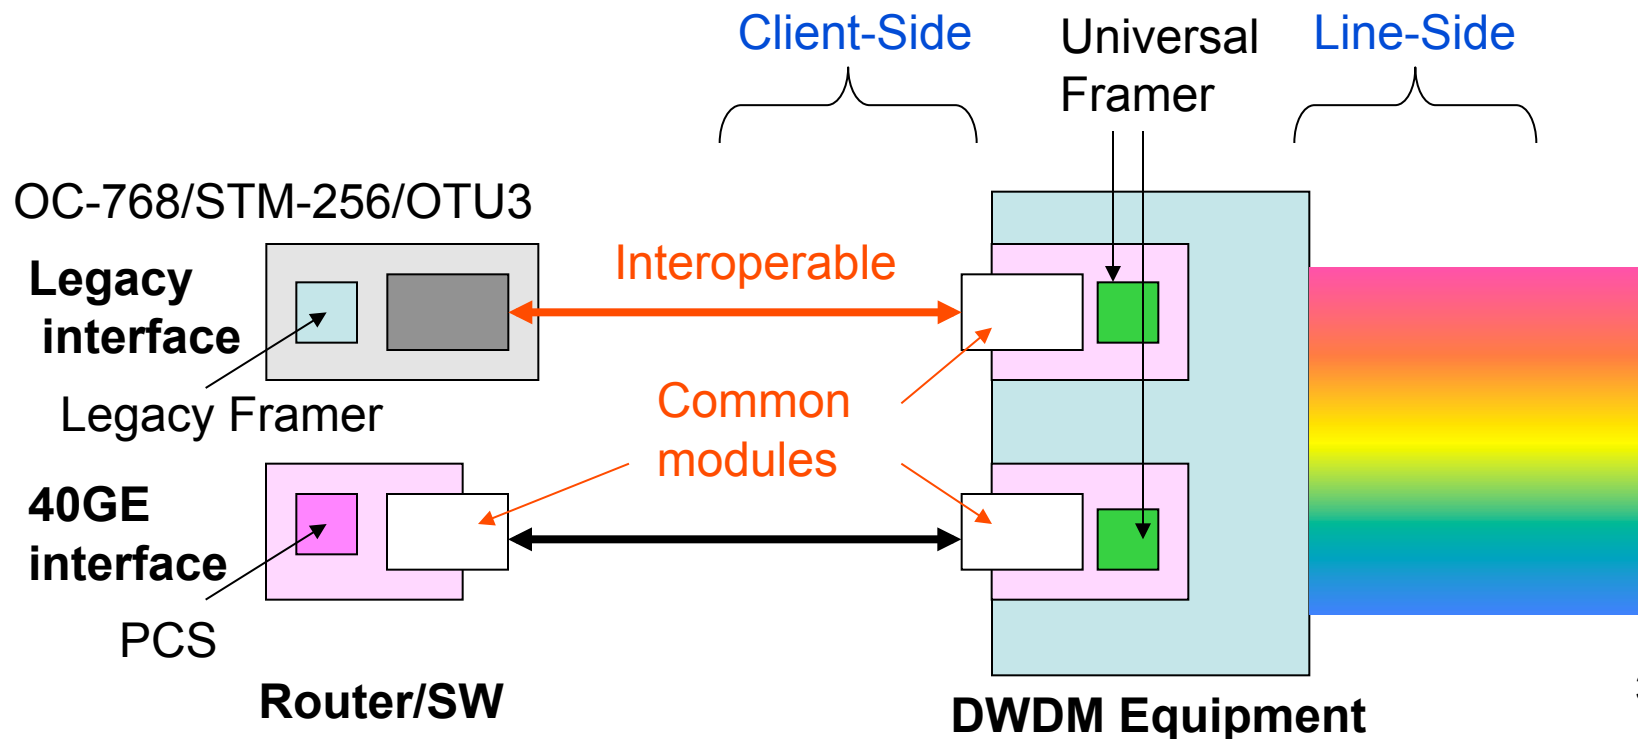 Client-Side
Universal
Framer
Line-Side
OC-768/STM-256/OTU3
Legacy
interface
Interoperable
Legacy Framer
Common
modules
40GE
interface
PCS
Router/SW
DWDM Equipment